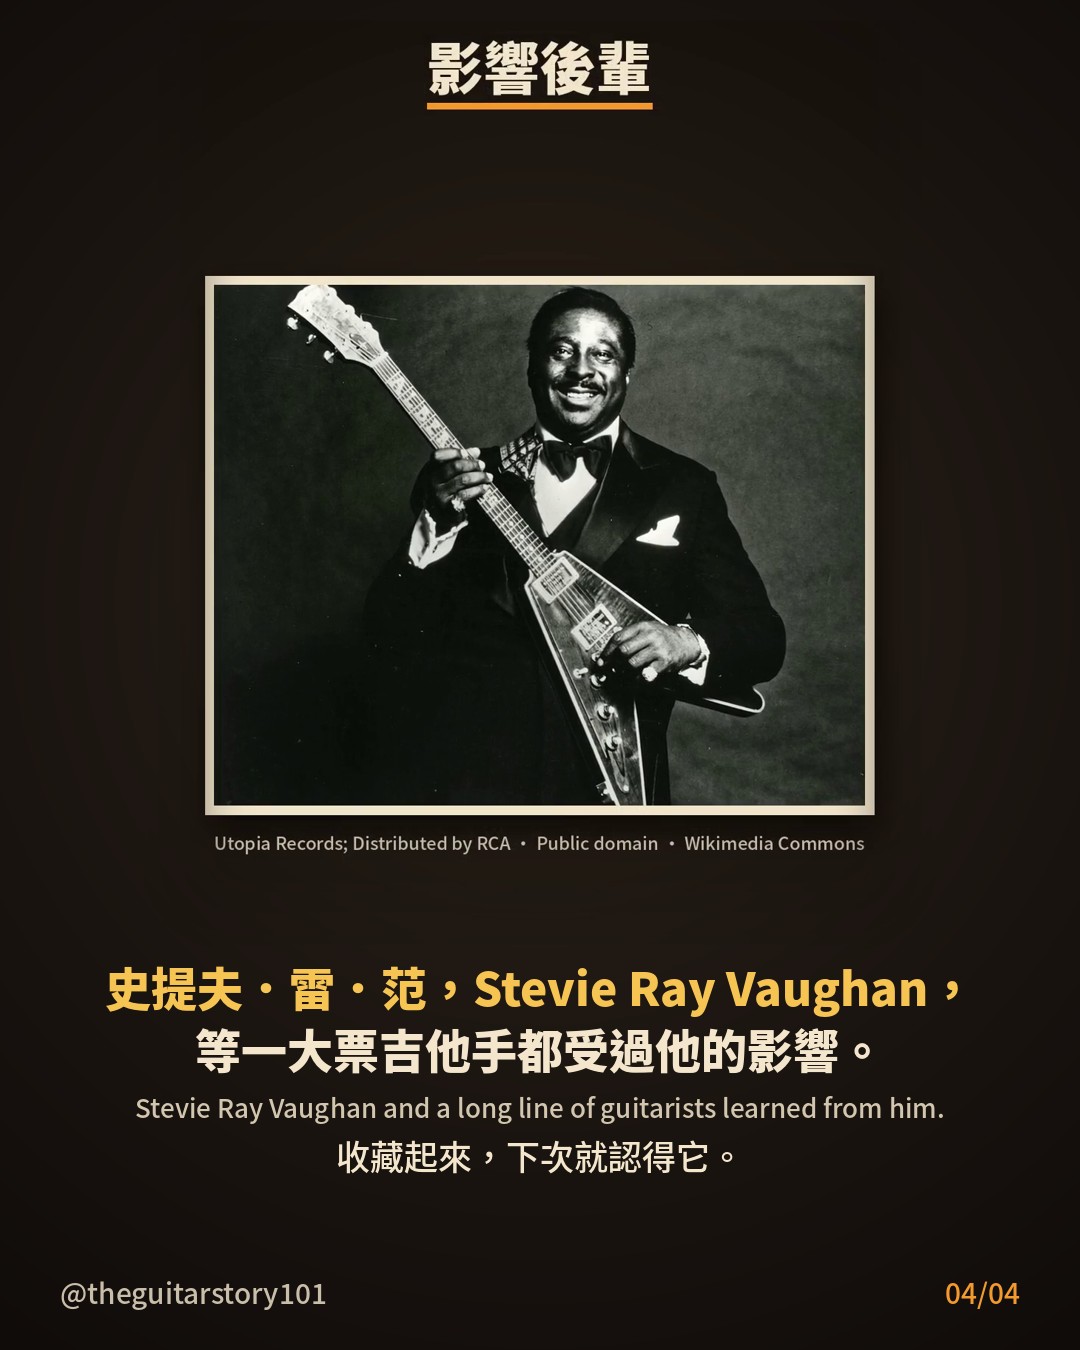 影響後輩
Utopia Records; Distributed by RCA • Public domain • Wikimedia Commons
史提夫・雷・范，Stevie Ray Vaughan，
等一大票吉他手都受過他的影響。
Stevie Ray Vaughan and a long line of guitarists learned from him.
收藏起來，下次就認得它。
@theguitarstory101
04/04